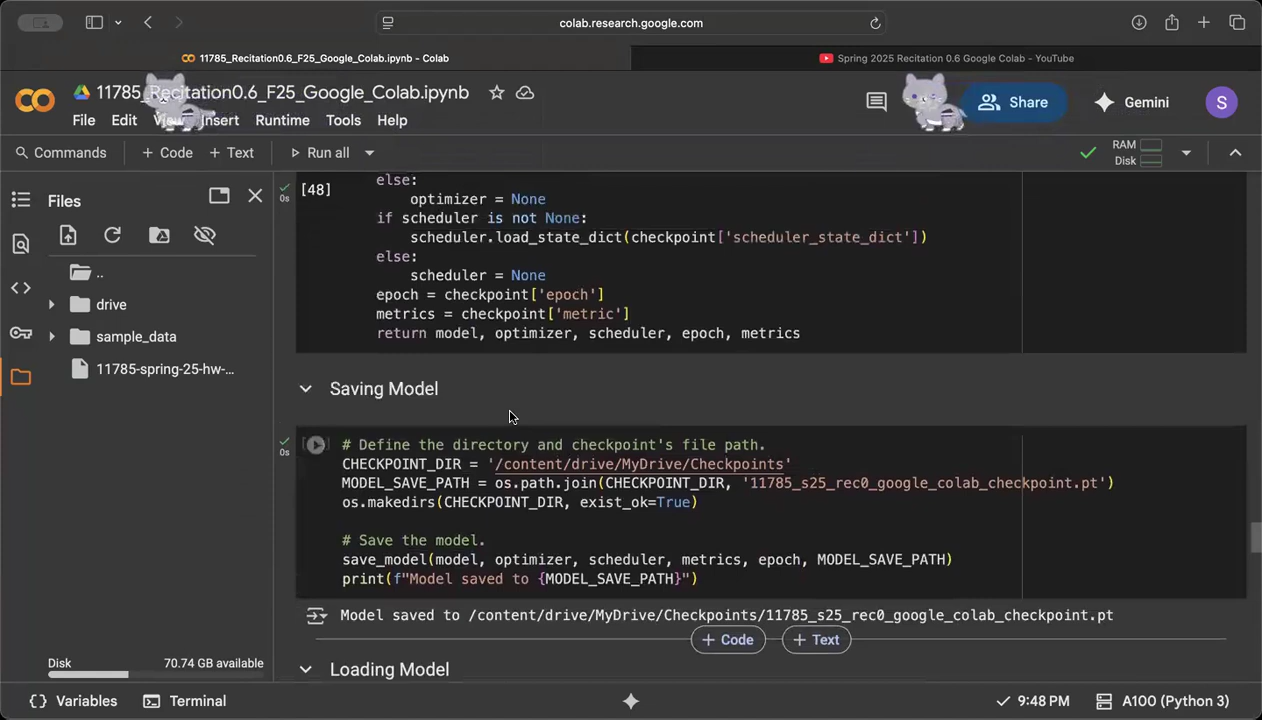 colab.research.google.com
11785_Recitation0.6_F25_Google_Colab.ipynb - Colab
Spring 2025 Recitation 0.6 Google Colab - YouTube
11785_Recitation0.6_F25_Google_Colab.ipynb
Share
Gemini
S
File Edit View Insert Runtime Tools Help
Commands
+ Code + Text
Run all
RAM
Disk
Files
..
drive
sample_data
11785-spring-25-hw-...
Disk
70.74 GB available
0s
[48]
else:
optimizer = None
if scheduler is not None:
scheduler.load_state_dict(checkpoint['scheduler_state_dict'])
else:
scheduler = None
epoch = checkpoint['epoch']
metrics = checkpoint['metric']
return model, optimizer, scheduler, epoch, metrics
Saving Model
0s
# Define the directory and checkpoint's file path.
CHECKPOINT_DIR = '/content/drive/MyDrive/Checkpoints'
MODEL_SAVE_PATH = os.path.join(CHECKPOINT_DIR, '11785_s25_rec0_google_colab_checkpoint.pt')
os.makedirs(CHECKPOINT_DIR, exist_ok=True)
# Save the model.
save_model(model, optimizer, scheduler, metrics, epoch, MODEL_SAVE_PATH)
print(f"Model saved to {MODEL_SAVE_PATH}")
Model saved to /content/drive/MyDrive/Checkpoints/11785_s25_rec0_google_colab_checkpoint.pt
+ Code + Text
Loading Model
Variables
Terminal
9:48 PM
A100 (Python 3)